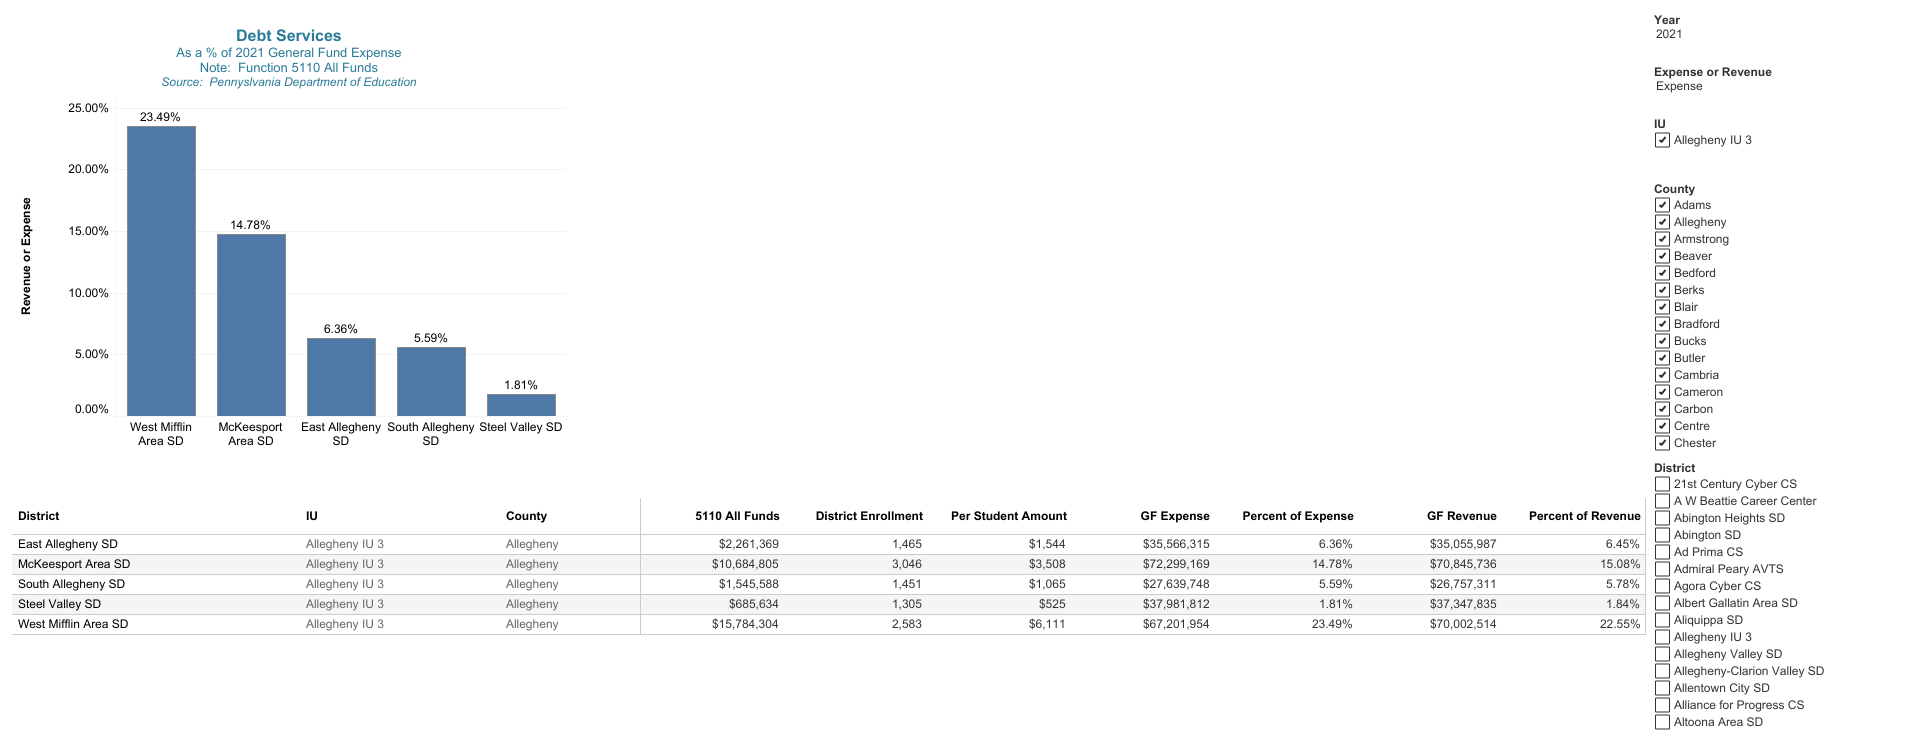 Debt Services
As a % of 2021 General Fund Expense
Note:  Function 5110 All Funds
Source:  Pennyslvania Department of Education
Revenue or Expense
25.00%
20.00%
15.00%
10.00%
5.00%
0.00%
23.49%
14.78%
6.36%
5.59%
1.81%
West Mifflin
Area SD
McKeesport
Area SD
East Allegheny
SD
South Allegheny
SD
Steel Valley SD
District IU County 5110 All Funds District Enrollment Per Student Amount GF Expense Percent of Expense GF Revenue Percent of Revenue
East Allegheny SD Allegheny IU 3 Allegheny $2,261,369 1,465 $1,544 $35,566,315 6.36% $35,055,987 6.45%
McKeesport Area SD Allegheny IU 3 Allegheny $10,684,805 3,046 $3,508 $72,299,169 14.78% $70,845,736 15.08%
South Allegheny SD Allegheny IU 3 Allegheny $1,545,588 1,451 $1,065 $27,639,748 5.59% $26,757,311 5.78%
Steel Valley SD Allegheny IU 3 Allegheny $685,634 1,305 $525 $37,981,812 1.81% $37,347,835 1.84%
West Mifflin Area SD Allegheny IU 3 Allegheny $15,784,304 2,583 $6,111 $67,201,954 23.49% $70,002,514 22.55%
Year
2021
Expense or Revenue
Expense
IU
Allegheny IU 3
County
Adams
Allegheny
Armstrong
Beaver
Bedford
Berks
Blair
Bradford
Bucks
Butler
Cambria
Cameron
Carbon
Centre
Chester
District
21st Century Cyber CS
A W Beattie Career Center
Abington Heights SD
Abington SD
Ad Prima CS
Admiral Peary AVTS
Agora Cyber CS
Albert Gallatin Area SD
Aliquippa SD
Allegheny IU 3
Allegheny Valley SD
Allegheny-Clarion Valley SD
Allentown City SD
Alliance for Progress CS
Altoona Area SD